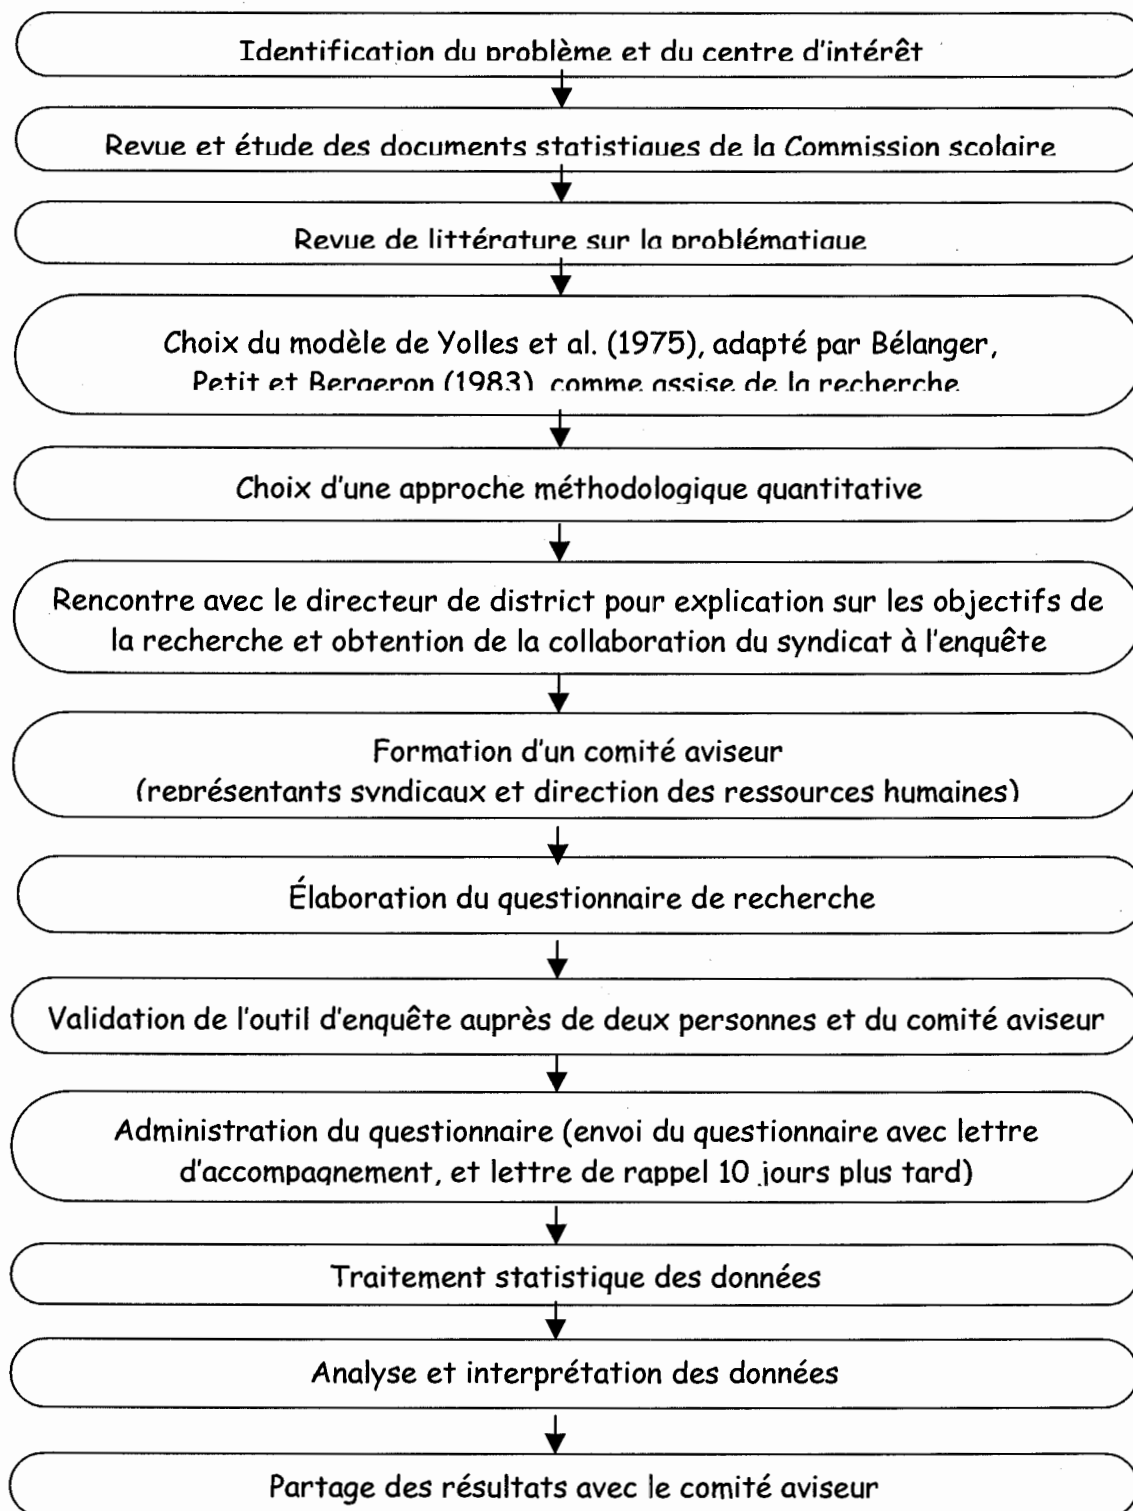 Identification du problème et du centre d'intérêt
Revue et étude des documents statistiques de la Commission scolaire
Revue de littérature sur la problématique
Choix du modèle de Yolles et al. (1975), adapté par Bélanger,
Petit et Bergeron (1983) comme assise de la recherche
Choix d'une approche méthodologique quantitative
Rencontre avec le directeur de district pour explication sur les objectifs de
la recherche et obtention de la collaboration du syndicat à l'enquête
Formation d'un comité aviseur
(représentants syndicaux et direction des ressources humaines)
Élaboration du questionnaire de recherche
Validation de l'outil d'enquête auprès de deux personnes et du comité aviseur
Administration du questionnaire (envoi du questionnaire avec lettre
d'accompagnement, et lettre de rappel 10 jours plus tard)
Traitement statistique des données
Analyse et interprétation des données
Partage des résultats avec le comité aviseur